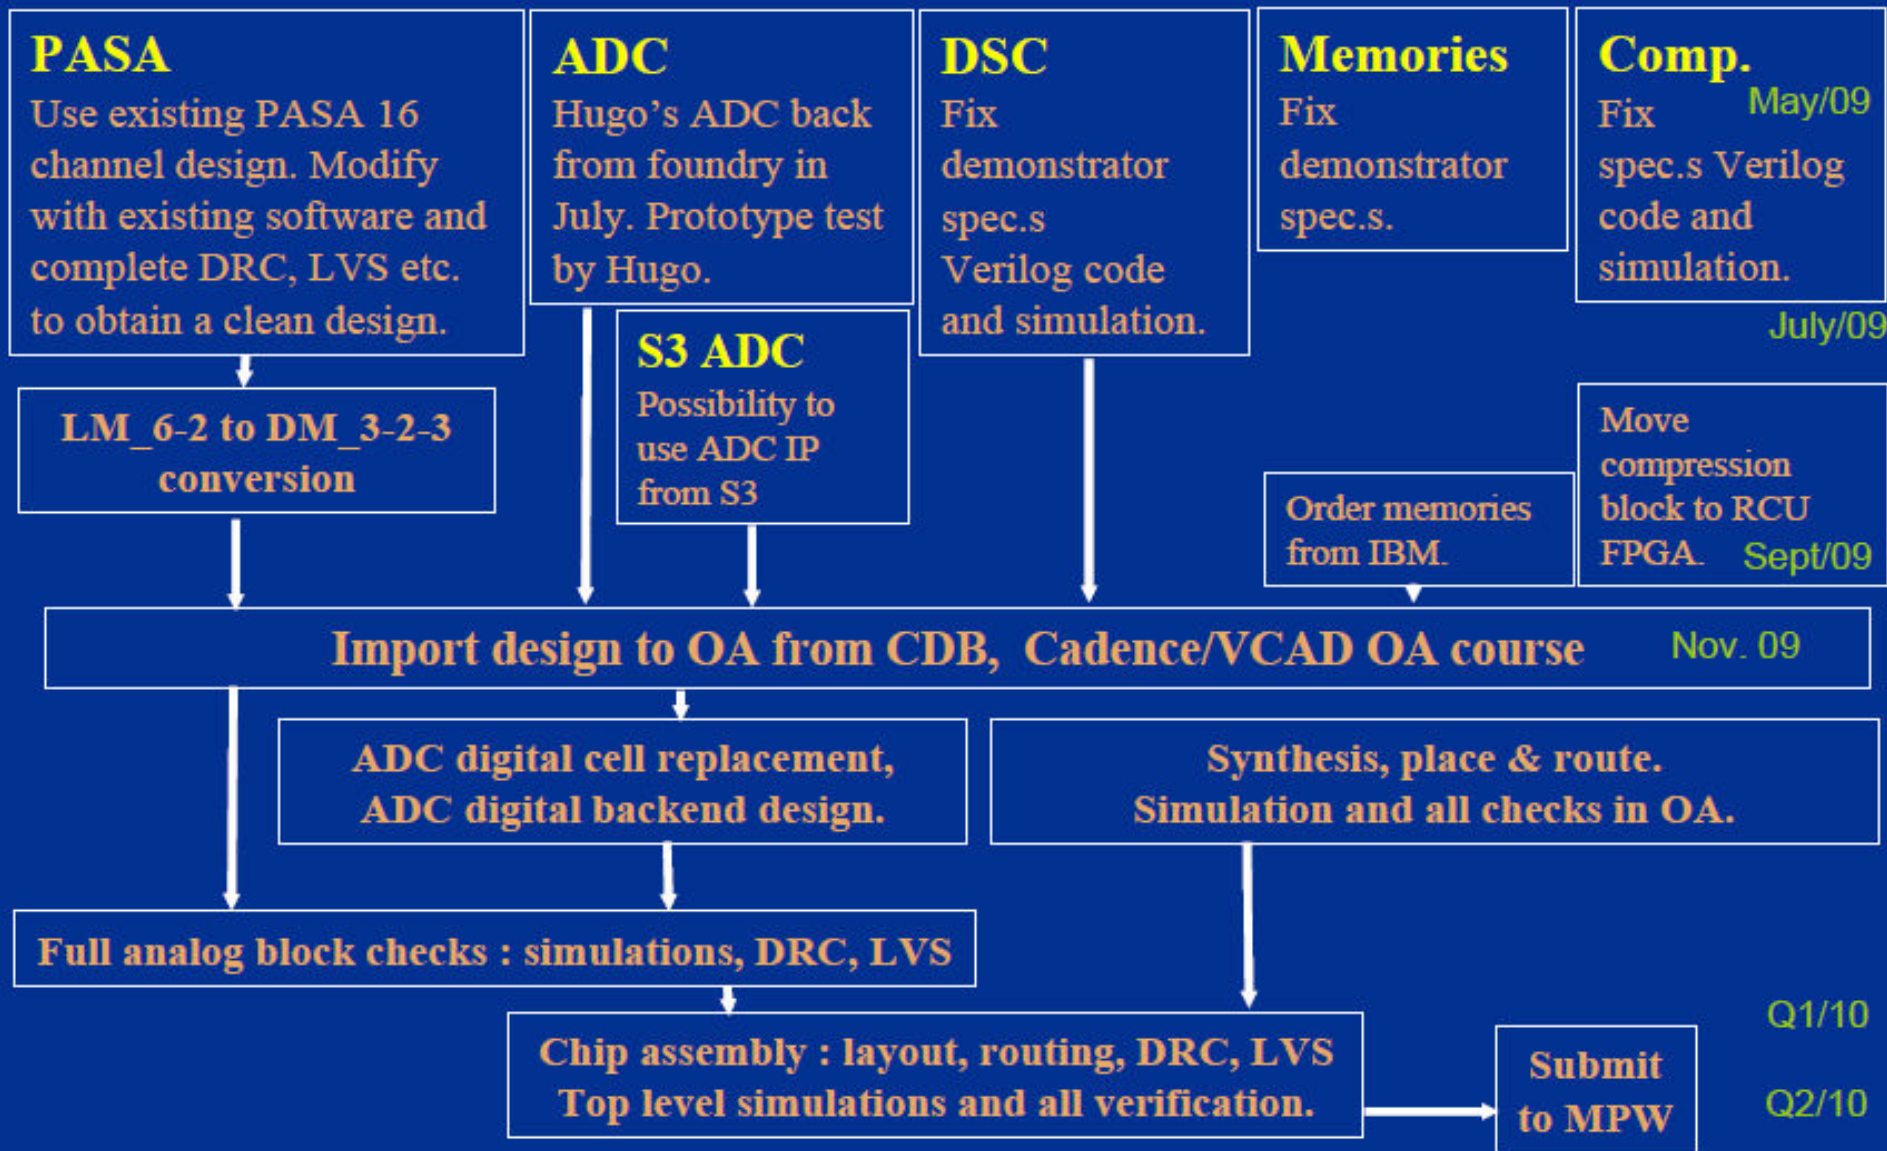 PASA
Use existing PASA 16
channel design. Modify
with existing software and
complete DRC, LVS etc.
to obtain a clean design.
ADC
Hugo's ADC back
from foundry in
July. Prototype test
by Hugo.
DSC
Fix
demonstrator
spec.s
Verilog code
and simulation.
Memories
Fix
demonstrator
spec.s.
Comp.
May/09
Fix
spec.s Verilog
code and
simulation.
July/09
S3 ADC
Possibility to
use ADC IP
from S3
LM_6-2 to DM_3-2-3
conversion
Order memories
from IBM.
Move
compression
block to RCU
FPGA.
Sept/09
Import design to OA from CDB, Cadence/VCAD OA course
Nov. 09
ADC digital cell replacement,
ADC digital backend design.
Synthesis, place & route.
Simulation and all checks in OA.
Full analog block checks : simulations, DRC, LVS
Q1/10
Chip assembly : layout, routing, DRC, LVS
Top level simulations and all verification.
Submit
to MPW
Q2/10